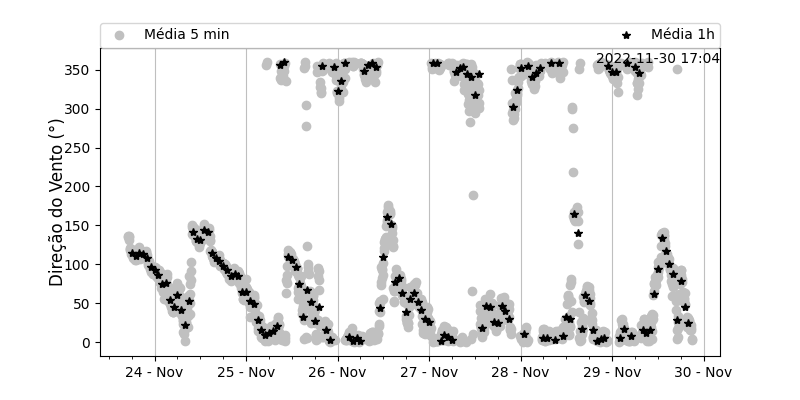 Média 5 min
Média 1h
2022-11-30 17:04
Direção do Vento (°)
350
300
250
200
150
100
50
0
24 - Nov
25 - Nov
26 - Nov
27 - Nov
28 - Nov
29 - Nov
30 - Nov